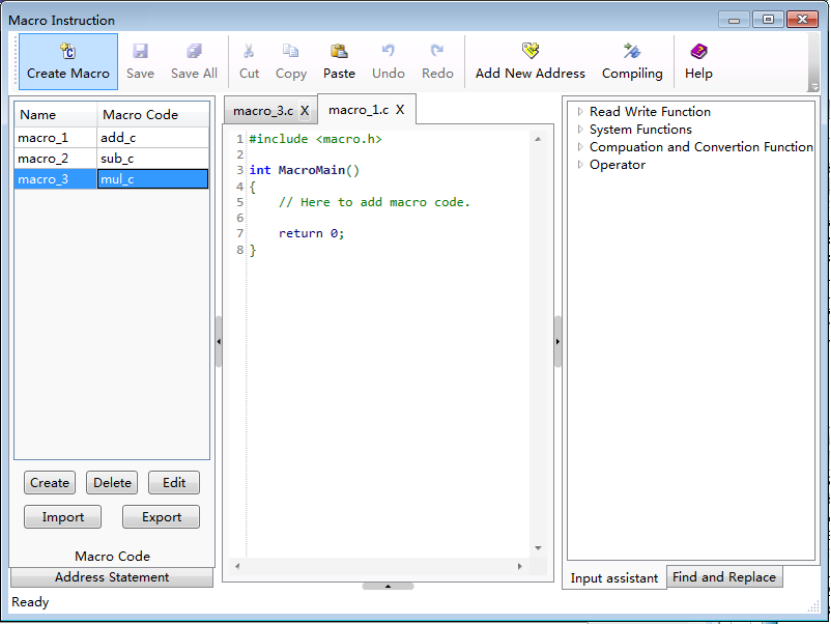 Macro Instruction
Create Macro Save Save All Cut Copy Paste Undo Redo Add New Address Compiling Help
Name Macro Code
macro_1 add_c
macro_2 sub_c
macro_3 mul_c
Create Delete Edit
Import Export
Macro Code
Address Statement
macro_3.c X macro_1.c X
1 #include <macro.h>
2
3 int MacroMain()
4 {
5 // Here to add macro code.
6
7 return 0;
8 }
Read Write Function
System Functions
Compuation and Convertion Function
Operator
Input assistant Find and Replace
Ready